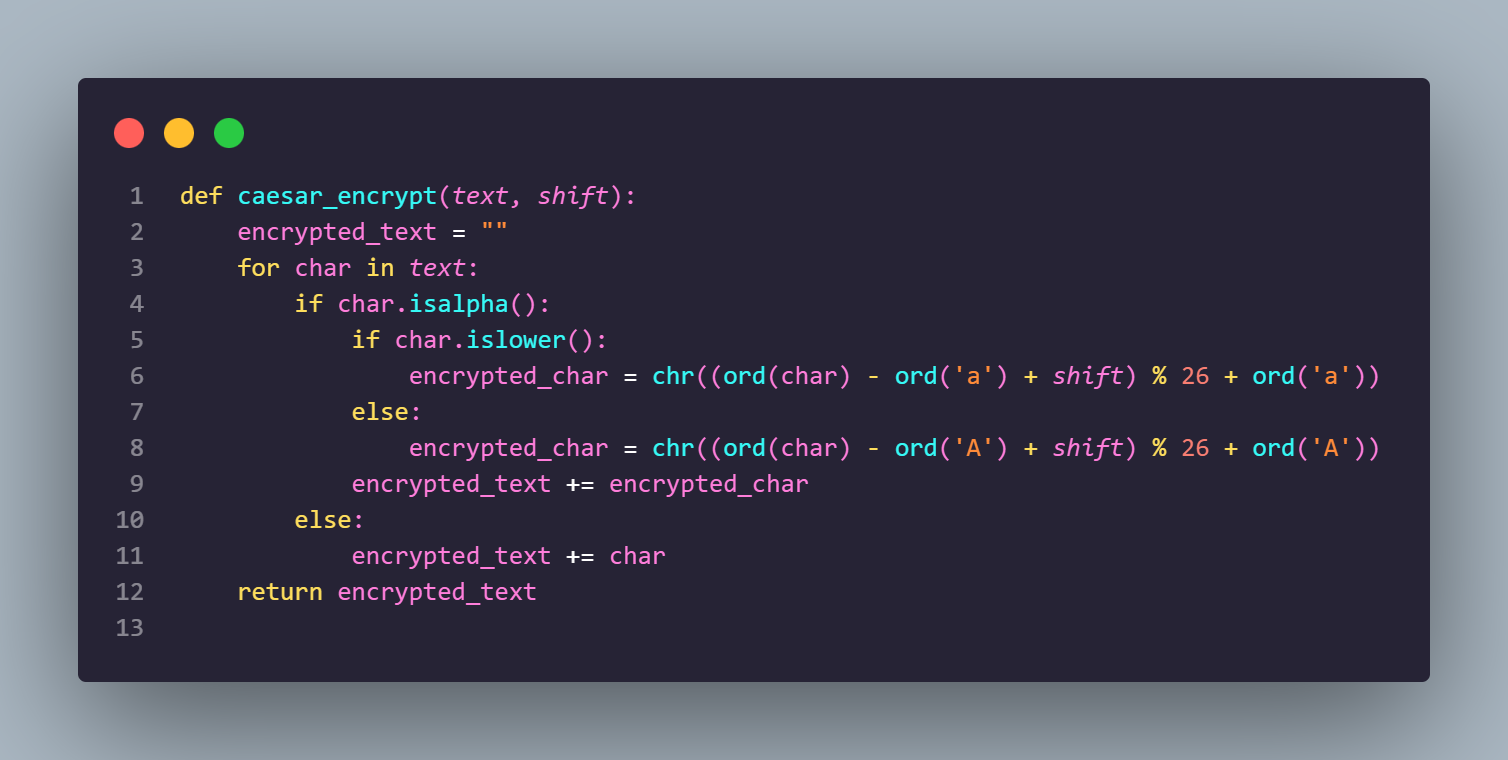 1 def caesar_encrypt(text, shift):
2     encrypted_text = ""
3     for char in text:
4         if char.isalpha():
5             if char.islower():
6                 encrypted_char = chr((ord(char) - ord('a') + shift) % 26 + ord('a'))
7             else:
8                 encrypted_char = chr((ord(char) - ord('A') + shift) % 26 + ord('A'))
9             encrypted_text += encrypted_char
10         else:
11             encrypted_text += char
12     return encrypted_text
13